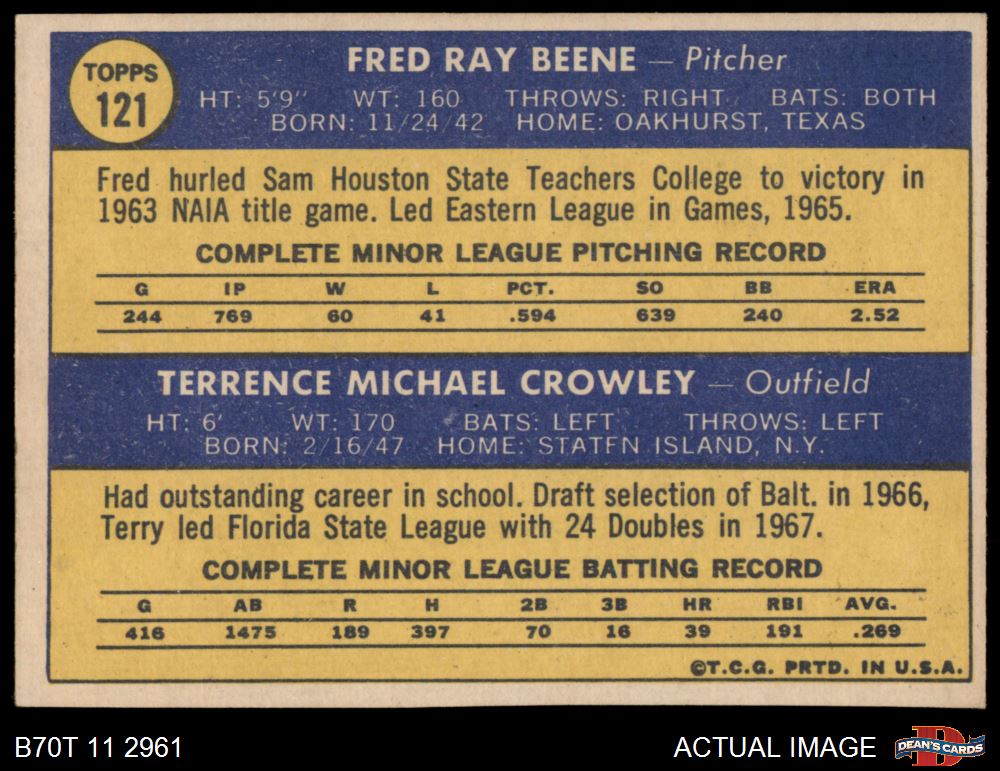 TOPPS
121
FRED RAY BEENE — Pitcher
HT: 5'9" WT: 160 THROWS: RIGHT BATS: BOTH
BORN: 11/24/42 HOME: OAKHURST, TEXAS
Fred hurled Sam Houston State Teachers College to victory in
1963 NAIA title game. Led Eastern League in Games, 1965.
COMPLETE MINOR LEAGUE PITCHING RECORD
G IP W L PCT. SO BB ERA
244 769 60 41 .594 639 240 2.52
TERRENCE MICHAEL CROWLEY — Outfield
HT: 6' WT: 170 BATS: LEFT THROWS: LEFT
BORN: 2/16/47 HOME: STATEN ISLAND, N.Y.
Had outstanding career in school. Draft selection of Balt. in 1966,
Terry led Florida State League with 24 Doubles in 1967.
COMPLETE MINOR LEAGUE BATTING RECORD
G AB R H 2B 3B HR RBI AVG.
416 1475 189 397 70 16 39 191 .269
©T.C.G. PRTD. IN U.S.A.
B70T 11 2961 ACTUAL IMAGE DEAN'S CARDS